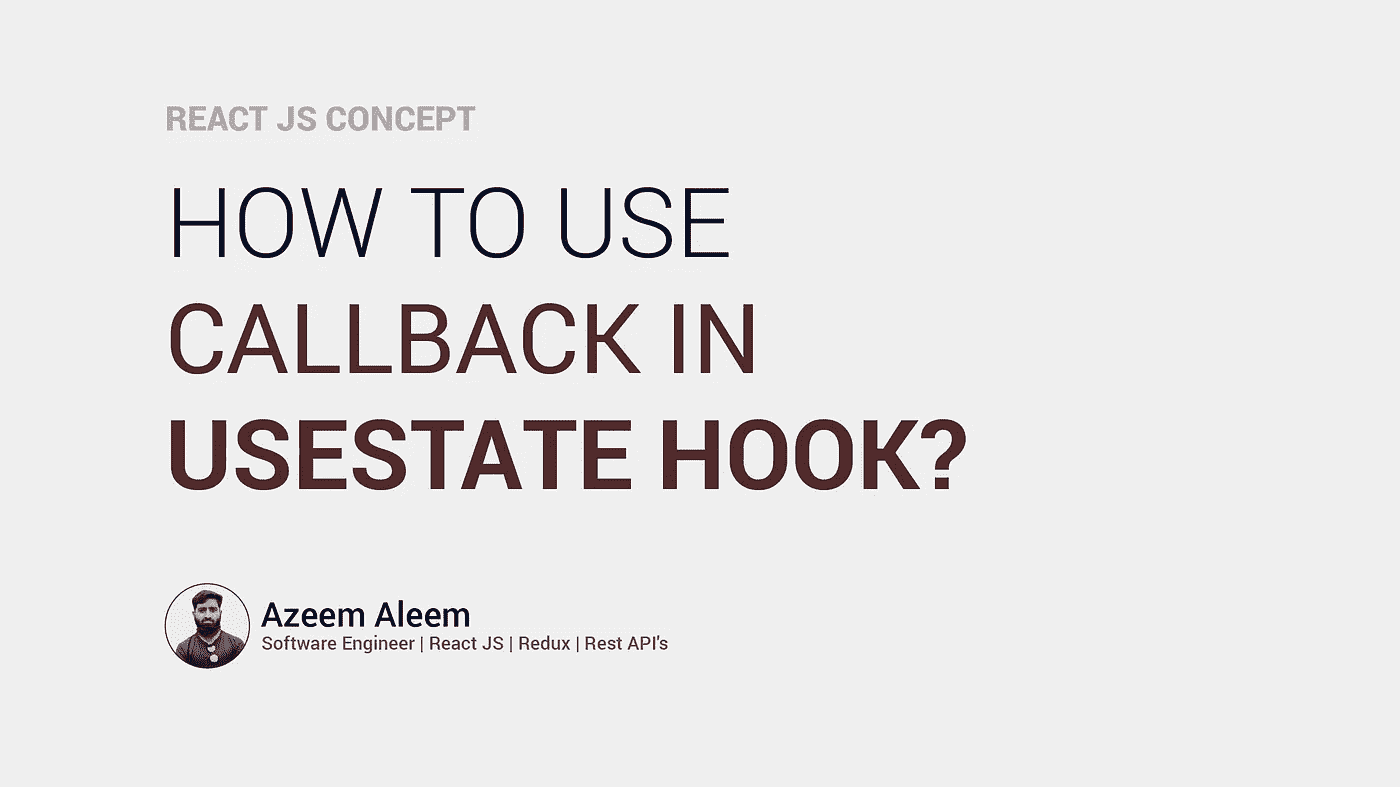 REACT JS CONCEPT
HOW TO USE
CALLBACK IN
USESTATE HOOK?
Azeem Aleem
Software Engineer | React JS | Redux | Rest API's